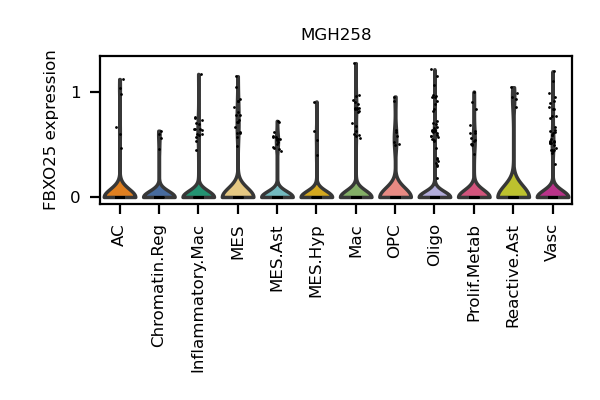 MGH258
FBXO25 expression
1
0
AC
Chromatin.Reg
Inflammatory.Mac
MES
MES.Ast
MES.Hyp
Mac
OPC
Oligo
Prolif.Metab
Reactive.Ast
Vasc